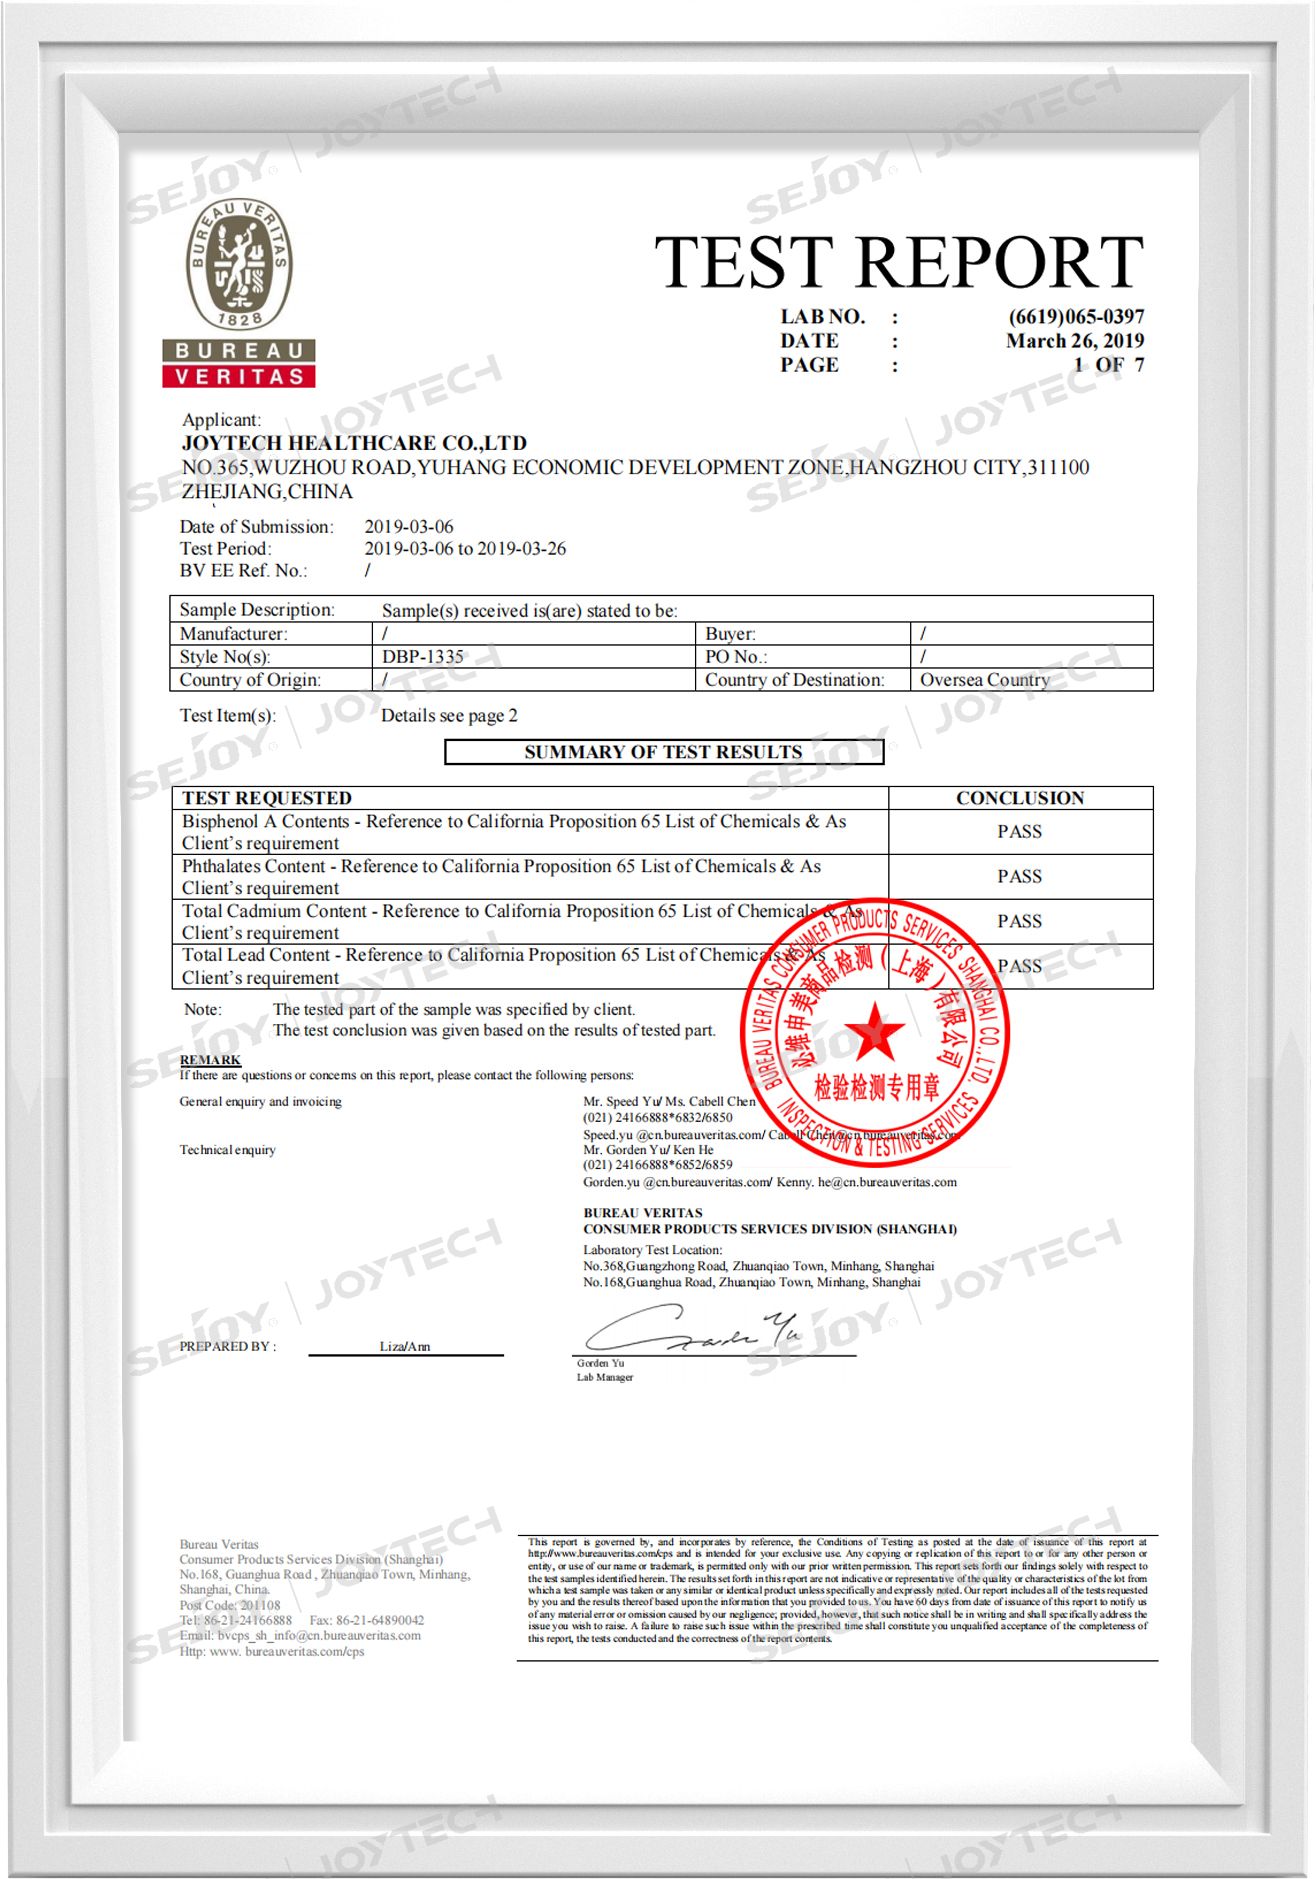 BUREAU VERITAS
1828
BUREAU
VERITAS
TEST REPORT
LAB NO. : (6619)065-0397
DATE : March 26, 2019
PAGE : 1 OF 7
Applicant:
JOYTECH HEALTHCARE CO.,LTD
NO.365,WUZHOU ROAD,YUHANG ECONOMIC DEVELOPMENT ZONE,HANGZHOU CITY,311100
ZHEJIANG,CHINA
Date of Submission: 2019-03-06
Test Period: 2019-03-06 to 2019-03-26
BV EE Ref. No.: /
Sample Description: Sample(s) received is(are) stated to be:
Manufacturer: / Buyer: /
Style No(s): DBP-1335 PO No.: /
Country of Origin: / Country of Destination: Oversea Country
Test Item(s): Details see page 2
SUMMARY OF TEST RESULTS
TEST REQUESTED CONCLUSION
Bisphenol A Contents - Reference to California Proposition 65 List of Chemicals & As
Client's requirement PASS
Phthalates Content - Reference to California Proposition 65 List of Chemicals & As
Client's requirement PASS
Total Cadmium Content - Reference to California Proposition 65 List of Chemicals & As
Client's requirement PASS
Total Lead Content - Reference to California Proposition 65 List of Chemicals & As
Client's requirement PASS
Note: The tested part of the sample was specified by client.
The test conclusion was given based on the results of tested part.
BUREAU VERITAS CONSUMER PRODUCTS SERVICES SHANGHAI CO.,LTD.
必维申美商品检测（上海）有限公司
检验检测专用章
INSPECTION & TESTING SERVICES
REMARK
If there are questions or concerns on this report, please contact the following persons:
General enquiry and invoicing Mr. Speed Yu/ Ms. Cabell Chen
(021) 24166888*6832/6850
Speed.yu @cn.bureauveritas.com/ Cabell Chen@cn.bureauveritas.com
Technical enquiry Mr. Gorden Yu/ Ken He
(021) 24166888*6852/6859
Gorden.yu @cn.bureauveritas.com/ Kenny. he@cn.bureauveritas.com
BUREAU VERITAS
CONSUMER PRODUCTS SERVICES DIVISION (SHANGHAI)
Laboratory Test Location:
No.368,Guangzhong Road, Zhuanqiao Town, Minhang, Shanghai
No.168,Guanghua Road, Zhuanqiao Town, Minhang, Shanghai
PREPARED BY : Liza/Ann
Gorden Yu
Lab Manager
Bureau Veritas
Consumer Products Services Division (Shanghai)
No.168, Guanghua Road , Zhuanqiao Town, Minhang,
Shanghai, China.
Post Code: 201108
Tel: 86-21-24166888 Fax: 86-21-64890042
Email: bvcps_sh_info@cn.bureauveritas.com
Http: www. bureauveritas.com/cps
This report is governed by, and incorporates by reference, the Conditions of Testing as posted at the date of issuance of this report at
http://www.bureauveritas.com/cps and is intended for your exclusive use. Any copying or replication of this report to or for any other person or
entity, or use of our name or trademark, is permitted only with our prior written permission. This report sets forth our findings solely with respect to
the test samples identified herein. The results set forth in this report are not indicative or representative of the quality or characteristics of the lot from
which a test sample was taken or any similar or identical product unless specifically and expressly noted. Our report includes all of the tests requested
by you and the results thereof based upon the information that you provided to us. You have 60 days from date of issuance of this report to notify us
of any material error or omission caused by our negligence; provided, however, that such notice shall be in writing and shall specifically address the
issue you wish to raise. A failure to raise such issue within the prescribed time shall constitute you unqualified acceptance of the completeness of
this report, the tests conducted and the correctness of the report contents.
SEJOY | JOYTECH